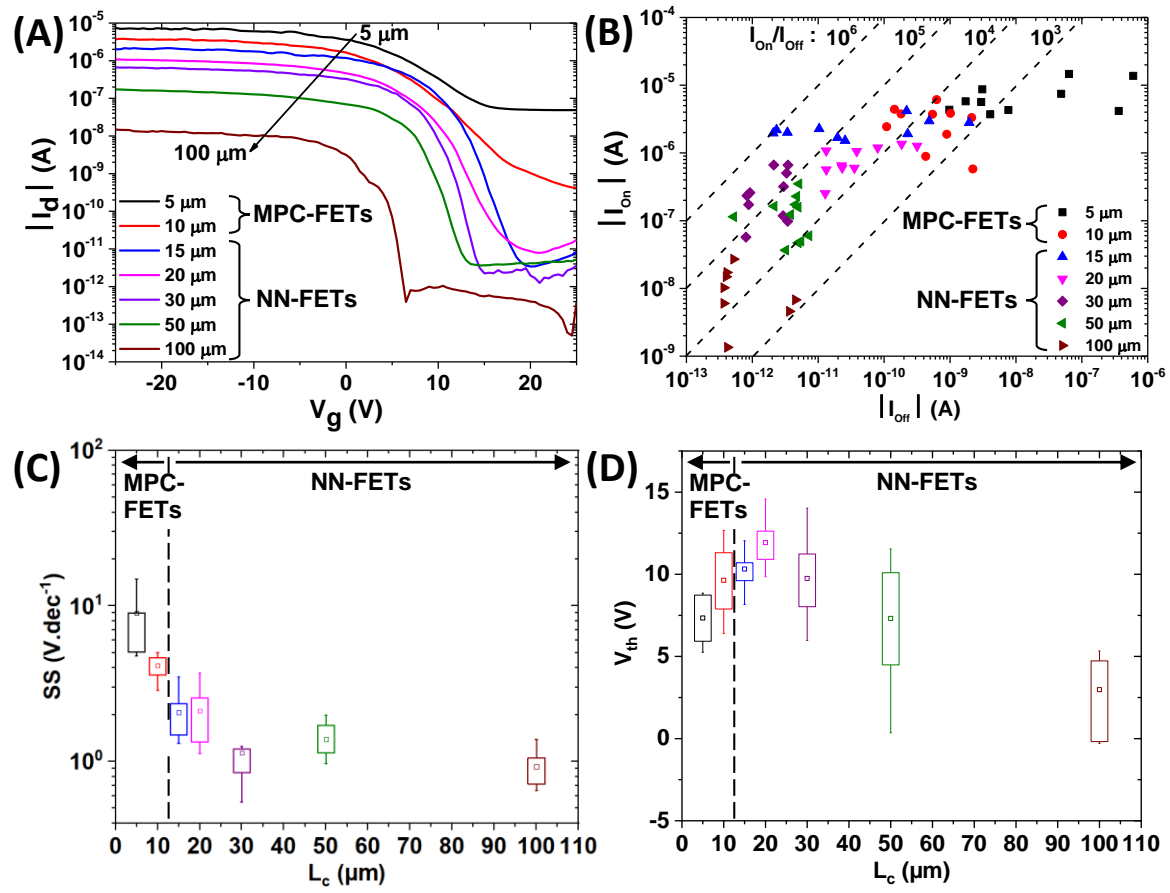 (A)
10⁻⁵
10⁻⁶
10⁻⁷
10⁻⁸
10⁻⁹
10⁻¹⁰
10⁻¹¹
10⁻¹²
10⁻¹³
10⁻¹⁴
|I_d| (A)
5 µm
100 µm
5 µm
10 µm
MPC-FETs
15 µm
20 µm
30 µm
50 µm
100 µm
NN-FETs
-20 -10 0 10 20
V_g (V)
(B)
10⁻⁴
10⁻⁵
10⁻⁶
10⁻⁷
10⁻⁸
10⁻⁹
|I_On| (A)
I_On/I_Off : 10⁶ 10⁵ 10⁴ 10³
MPC-FETs
5 µm
10 µm
NN-FETs
15 µm
20 µm
30 µm
50 µm
100 µm
10⁻¹³ 10⁻¹² 10⁻¹¹ 10⁻¹⁰ 10⁻⁹ 10⁻⁸ 10⁻⁷ 10⁻⁶
|I_Off| (A)
(C)
10²
10¹
10⁰
SS (V.dec⁻¹)
MPC-
FETs
NN-FETs
0 10 20 30 40 50 60 70 80 90 100 110
L_c (µm)
(D)
15
10
5
0
-5
V_th (V)
MPC-
FETs
NN-FETs
0 10 20 30 40 50 60 70 80 90 100 110
L_c (µm)